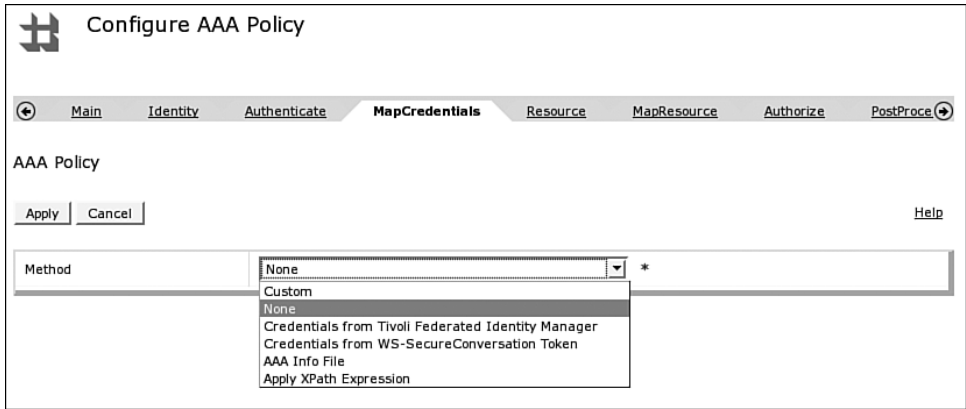 Configure AAA Policy
Main Identity Authenticate MapCredentials Resource MapResource Authorize PostProce
AAA Policy
Apply Cancel Help
Method None *
Custom
None
Credentials from Tivoli Federated Identity Manager
Credentials from WS-SecureConversation Token
AAA Info File
Apply XPath Expression